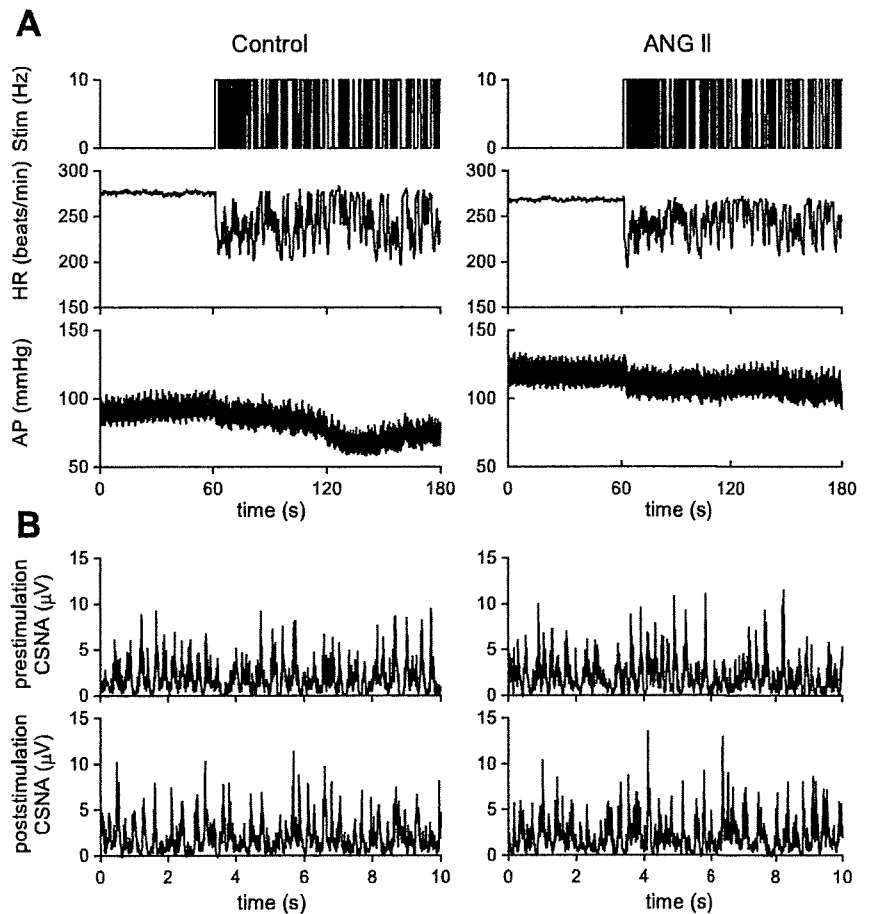 A
Control
ANG II
Stim (Hz)
10
0
10
0
HR (beats/min)
300
250
200
150
300
250
200
150
AP (mmHg)
150
100
50
150
100
50
0 60 120 180
time (s)
0 60 120 180
time (s)
B
prestimulation
CSNA (µV)
15
10
5
0
15
10
5
0
poststimulation
CSNA (µV)
15
10
5
0
15
10
5
0
0 2 4 6 8 10
time (s)
0 2 4 6 8 10
time (s)